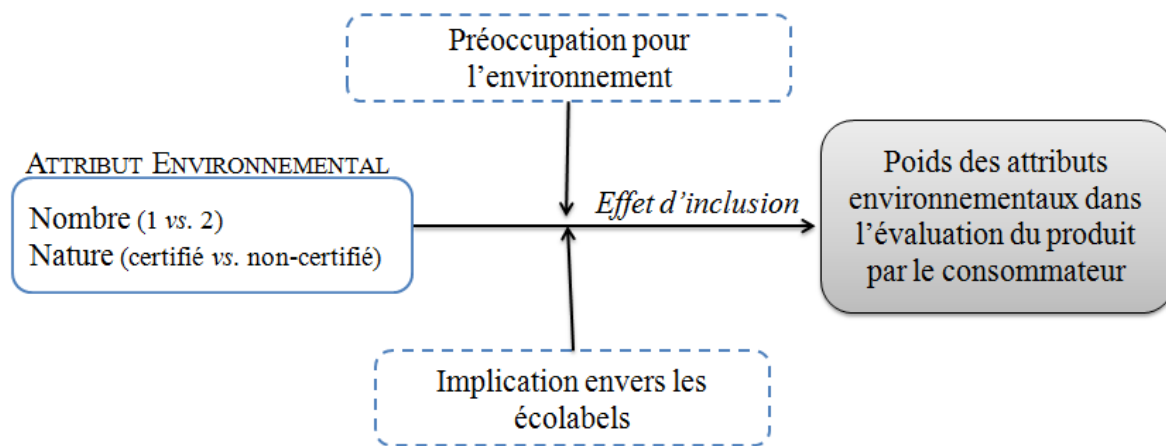 Préoccupation pour
l’environnement
ATTRIBUT ENVIRONNEMENTAL
Nombre (1 vs. 2)
Nature (certifié vs. non-certifié)
Effet d’inclusion
Poids des attributs
environnementaux dans
l’évaluation du produit
par le consommateur
Implication envers les
écolabels